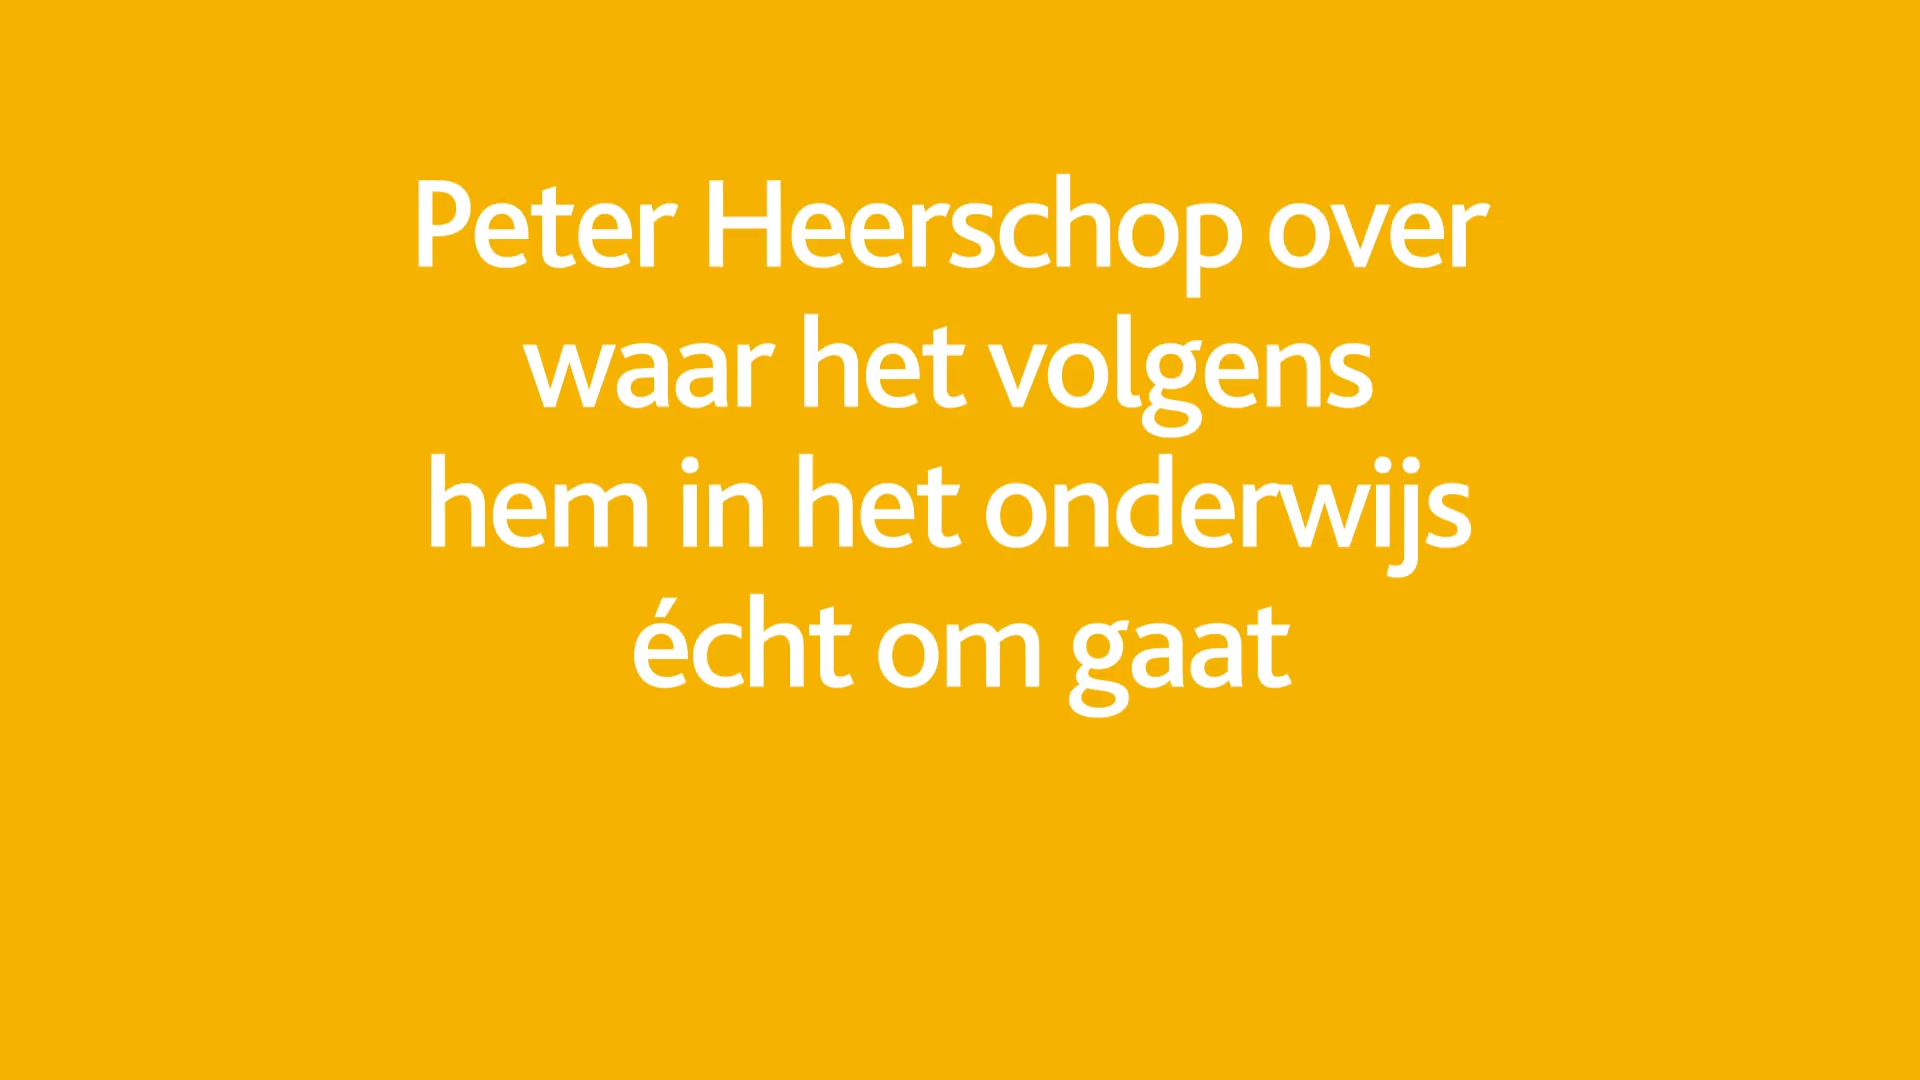 Peter Heerschop over
waar het volgens
hem in het onderwijs
écht om gaat